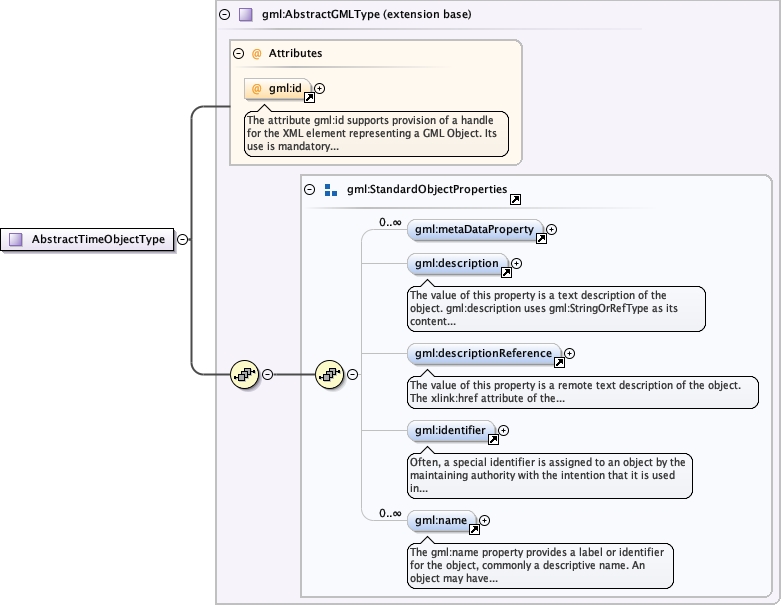 gml:AbstractGMLType (extension base)
@ Attributes
@ gml:id
The attribute gml:id supports provision of a handle
for the XML element representing a GML Object. Its
use is mandatory...
gml:StandardObjectProperties
AbstractTimeObjectType
0..∞
gml:metaDataProperty
gml:description
The value of this property is a text description of the
object. gml:description uses gml:StringOrRefType as its
content...
gml:descriptionReference
The value of this property is a remote text description of the object.
The xlink:href attribute of the...
gml:identifier
Often, a special identifier is assigned to an object by the
maintaining authority with the intention that it is used
in...
0..∞
gml:name
The gml:name property provides a label or identifier
for the object, commonly a descriptive name. An
object may have...